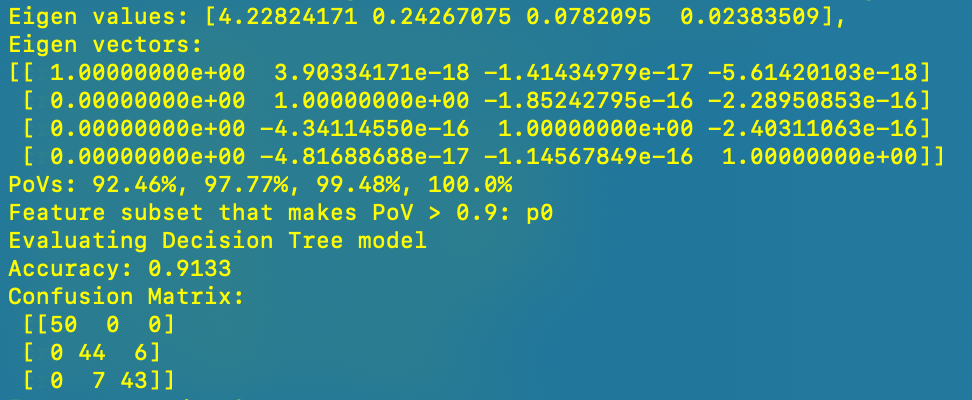 Eigen values: [4.22824171 0.24267075 0.0782095  0.02383509],
Eigen vectors:
[[ 1.00000000e+00  3.90334171e-18 -1.41434979e-17 -5.61420103e-18]
 [ 0.00000000e+00  1.00000000e+00 -1.85242795e-16 -2.28950853e-16]
 [ 0.00000000e+00 -4.34114550e-16  1.00000000e+00 -2.40311063e-16]
 [ 0.00000000e+00 -4.81688688e-17 -1.14567849e-16  1.00000000e+00]]
PoVs: 92.46%, 97.77%, 99.48%, 100.0%
Feature subset that makes PoV > 0.9: p0
Evaluating Decision Tree model
Accuracy: 0.9133
Confusion Matrix:
 [[50  0  0]
 [ 0 44  6]
 [ 0  7 43]]